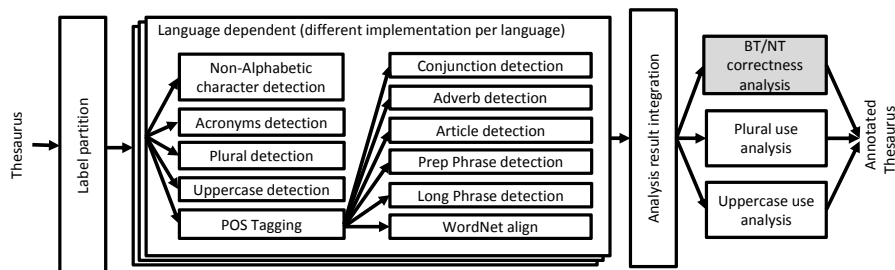 Thesaurus
Label partition
Language dependent (different implementation per language)
Non-Alphabetic
character detection
Acronyms detection
Plural detection
Uppercase detection
POS Tagging
Conjunction detection
Adverb detection
Article detection
Prep Phrase detection
Long Phrase detection
WordNet align
Analysis result integration
BT/NT
correctness
analysis
Plural use
analysis
Uppercase use
analysis
Annotated
Thesaurus